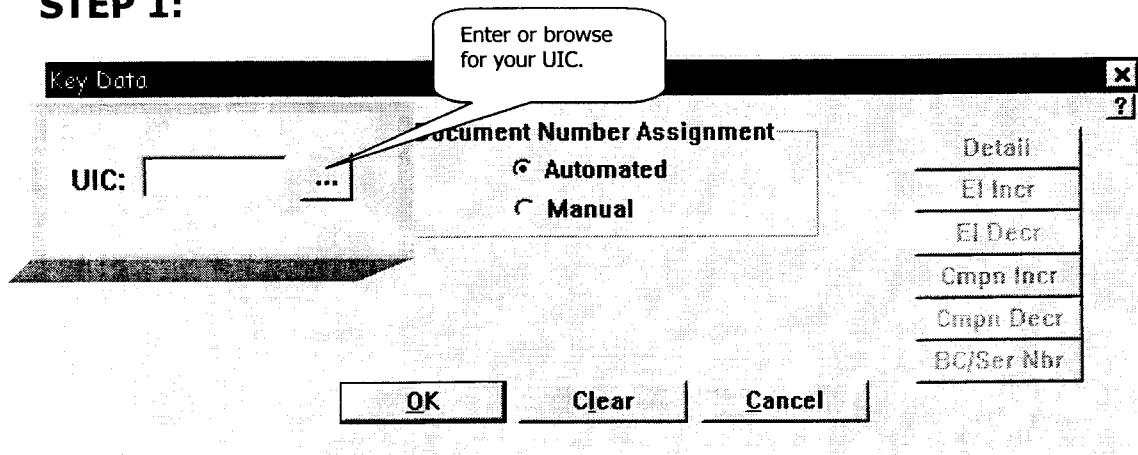 STEP 1:
Enter or browse
for your UIC.
Key Data
?
Document Number Assignment
UIC:
...
Automated
Manual
Detail
EI Incr
EI Decr
Cmpn Incr
Cmpn Decr
BC/Ser Nbr
OK
Clear
Cancel